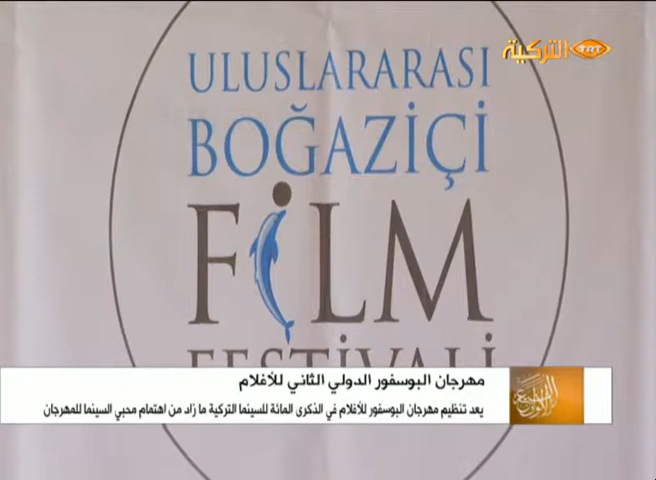 التركية TRT
ULUSLARARASI
BOĞAZİÇİ
FİLM
FESTİVALİ
مهرجان البوسفور الدولي الثاني للأفلام
يعد تنظيم مهرجان البوسفور للأفلام في الذكرى المائة للسينما التركية ما زاد من اهتمام محبي السينما للمهرجان